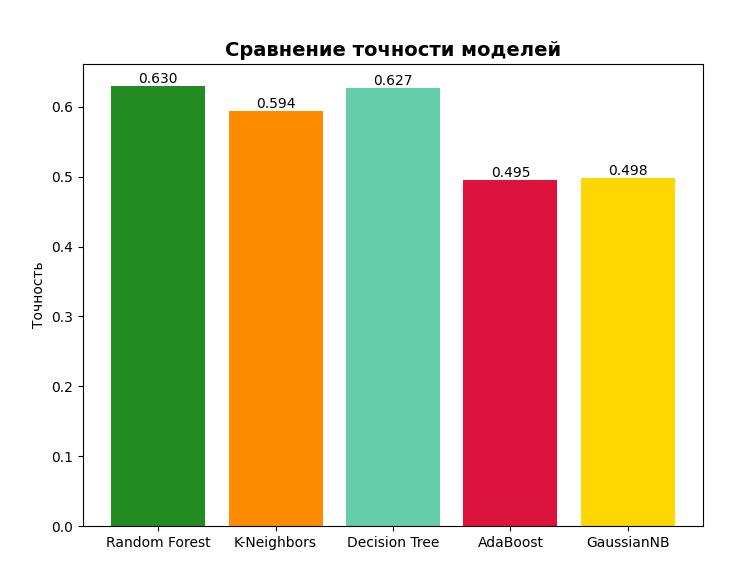 Сравнение точности моделей
0.630
0.594
0.627
0.495
0.498
Точность
0.6
0.5
0.4
0.3
0.2
0.1
0.0
Random Forest
K-Neighbors
Decision Tree
AdaBoost
GaussianNB